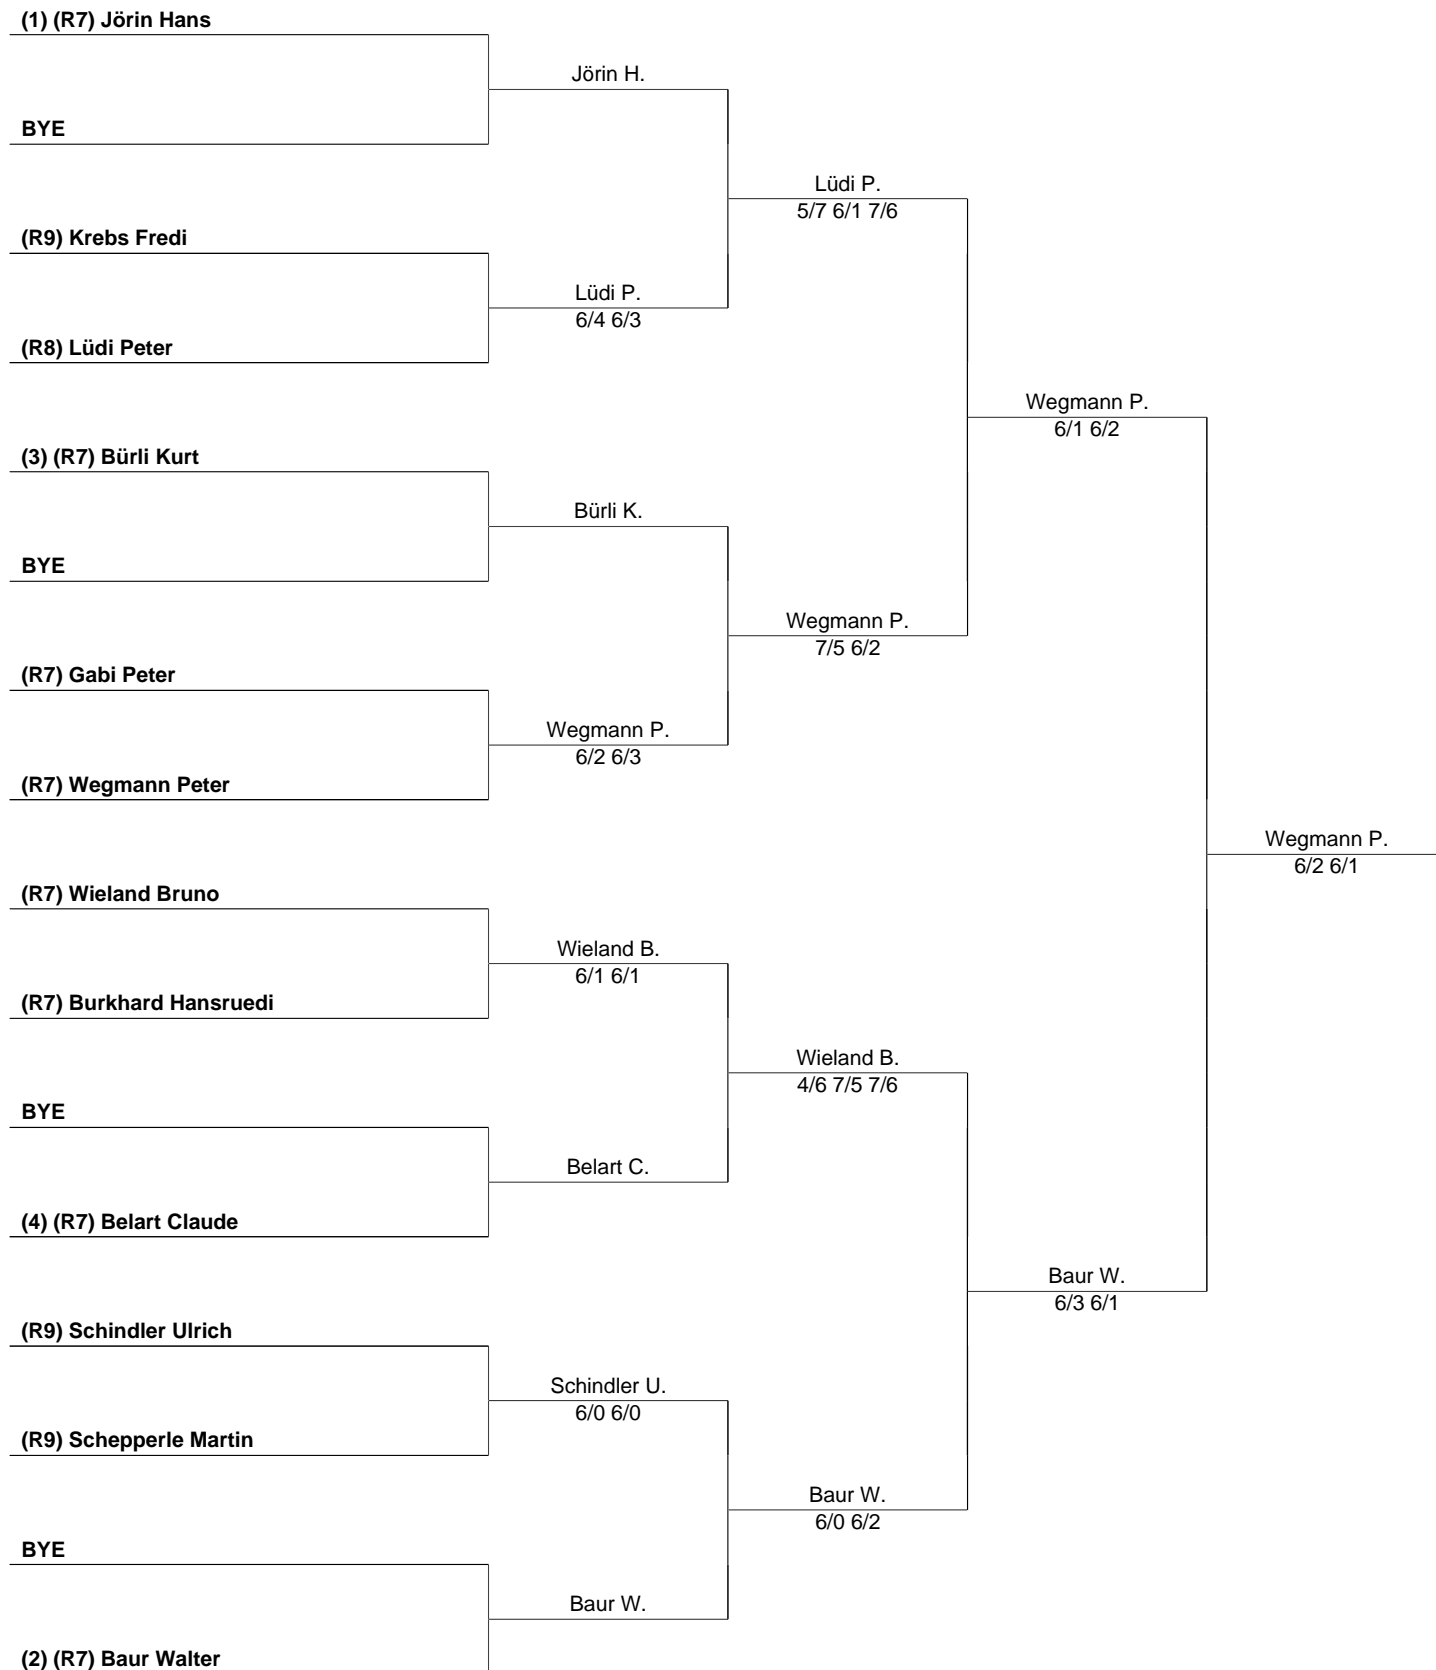 (1) (R7) Jörin Hans
Jörin H.
BYE
Lüdi P.
5/7 6/1 7/6
(R9) Krebs Fredi
Lüdi P.
6/4 6/3
(R8) Lüdi Peter
Wegmann P.
6/1 6/2
(3) (R7) Bürli Kurt
Bürli K.
BYE
Wegmann P.
7/5 6/2
(R7) Gabi Peter
Wegmann P.
6/2 6/3
(R7) Wegmann Peter
Wegmann P.
6/2 6/1
(R7) Wieland Bruno
Wieland B.
6/1 6/1
(R7) Burkhard Hansruedi
Wieland B.
4/6 7/5 7/6
BYE
Belart C.
(4) (R7) Belart Claude
Baur W.
6/3 6/1
(R9) Schindler Ulrich
Schindler U.
6/0 6/0
(R9) Schepperle Martin
Baur W.
6/0 6/2
BYE
Baur W.
(2) (R7) Baur Walter